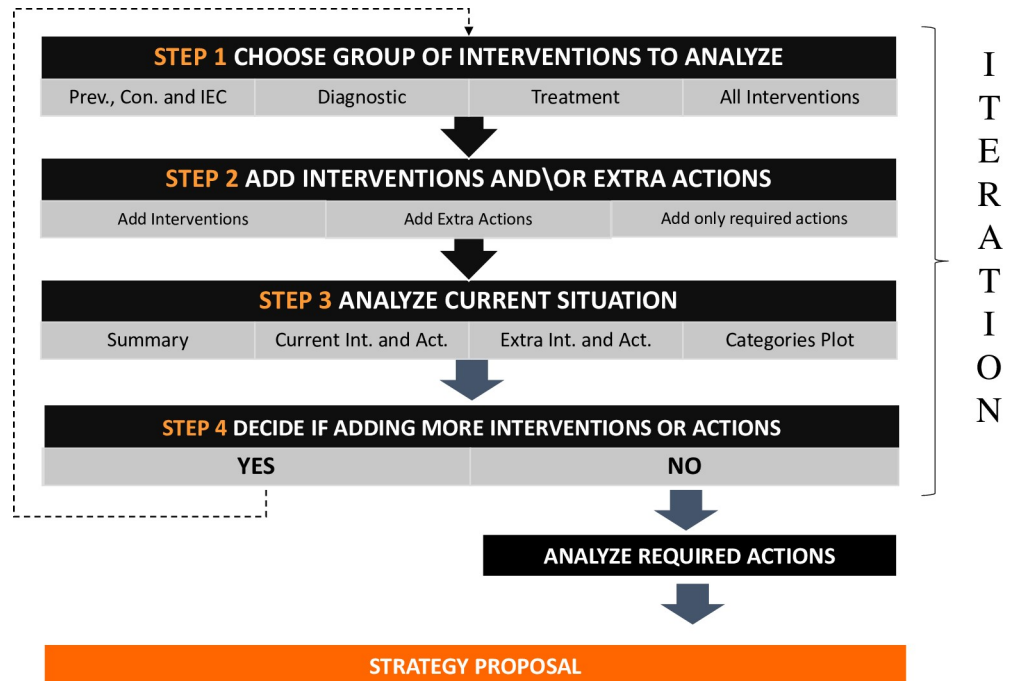 STEP 1 CHOOSE GROUP OF INTERVENTIONS TO ANALYZE
Prev., Con. and IEC
Diagnostic
Treatment
All Interventions
STEP 2 ADD INTERVENTIONS AND\OR EXTRA ACTIONS
Add Interventions
Add Extra Actions
Add only required actions
STEP 3 ANALYZE CURRENT SITUATION
Summary
Current Int. and Act.
Extra Int. and Act.
Categories Plot
STEP 4 DECIDE IF ADDING MORE INTERVENTIONS OR ACTIONS
YES
NO
ANALYZE REQUIRED ACTIONS
STRATEGY PROPOSAL
ITERATION